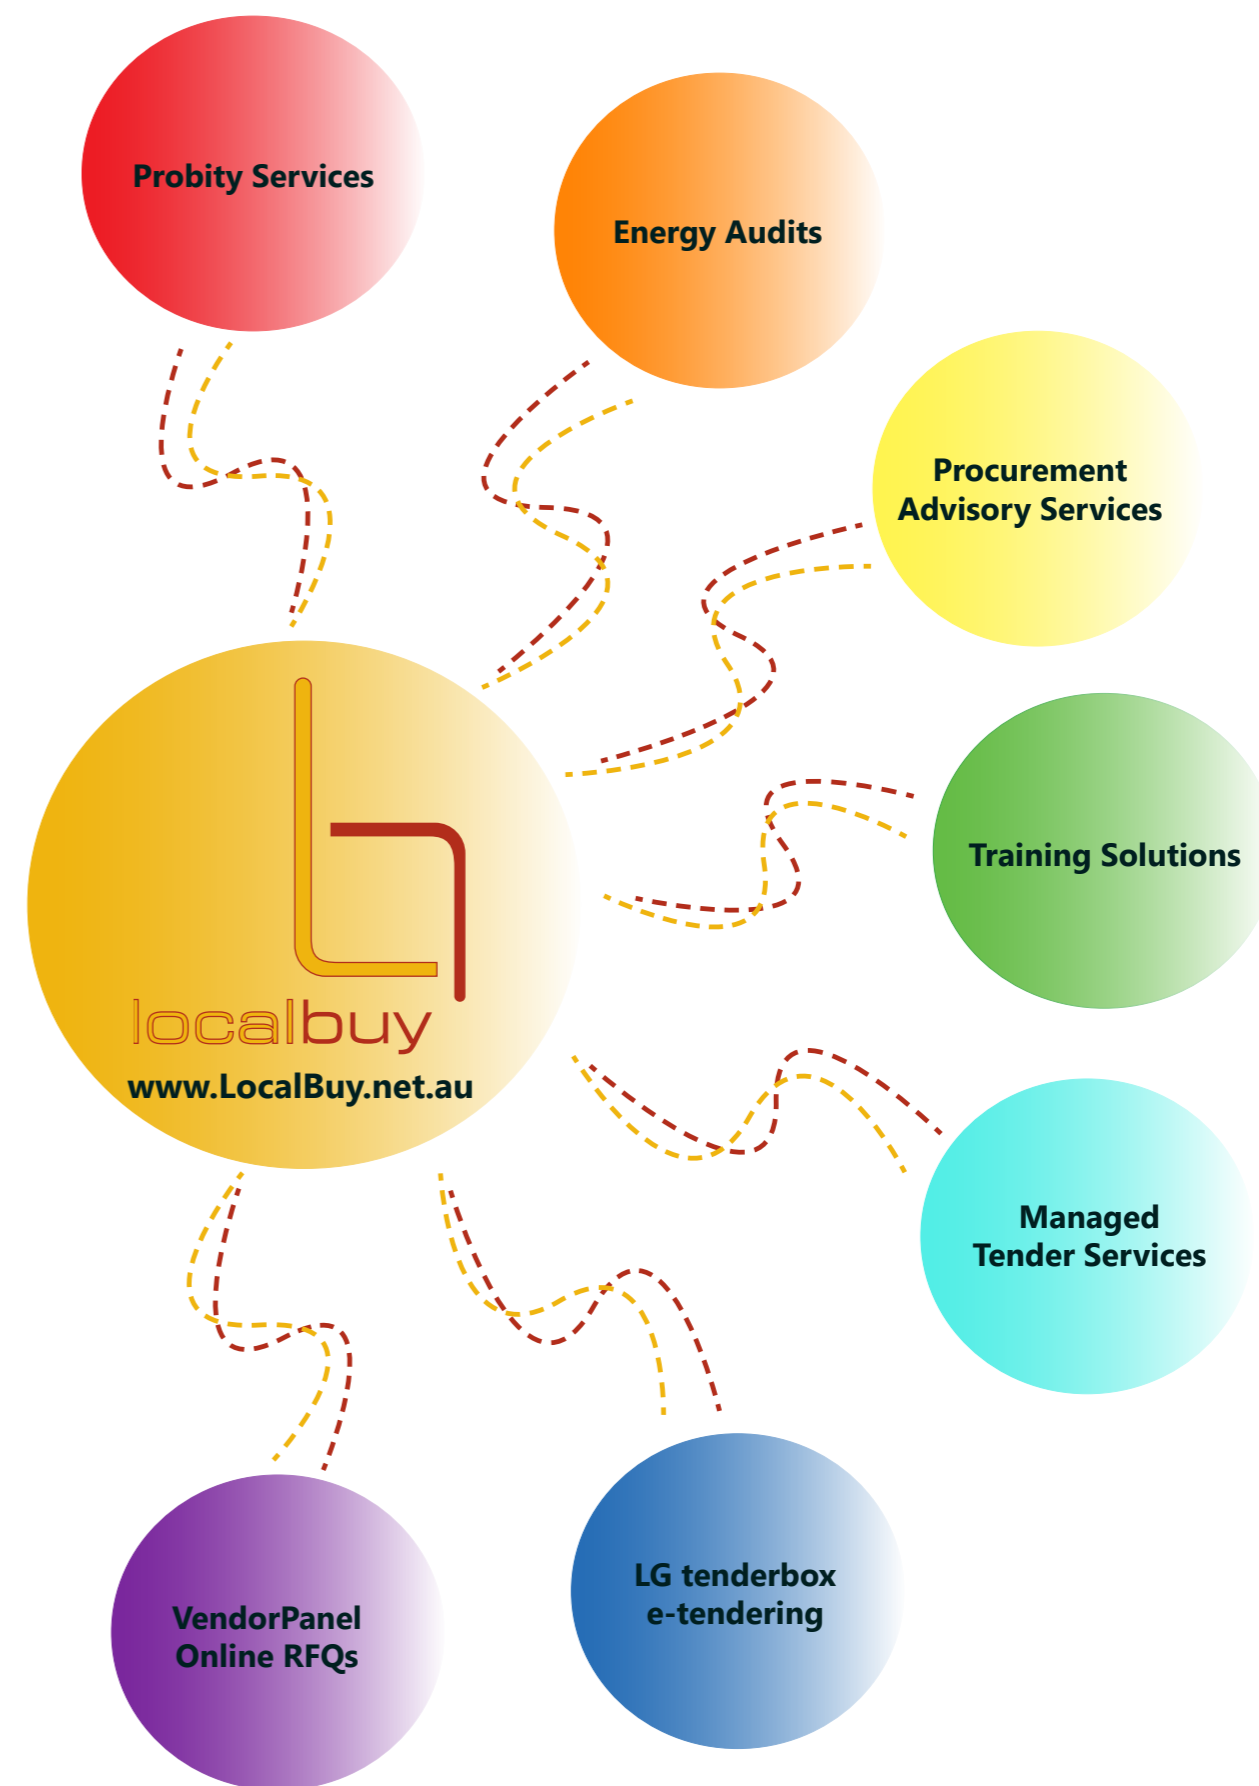 Probity Services
Energy Audits
Procurement
Advisory Services
Training Solutions
localbuy
www.LocalBuy.net.au
Managed
Tender Services
LG tenderbox
e-tendering
VendorPanel
Online RFQs